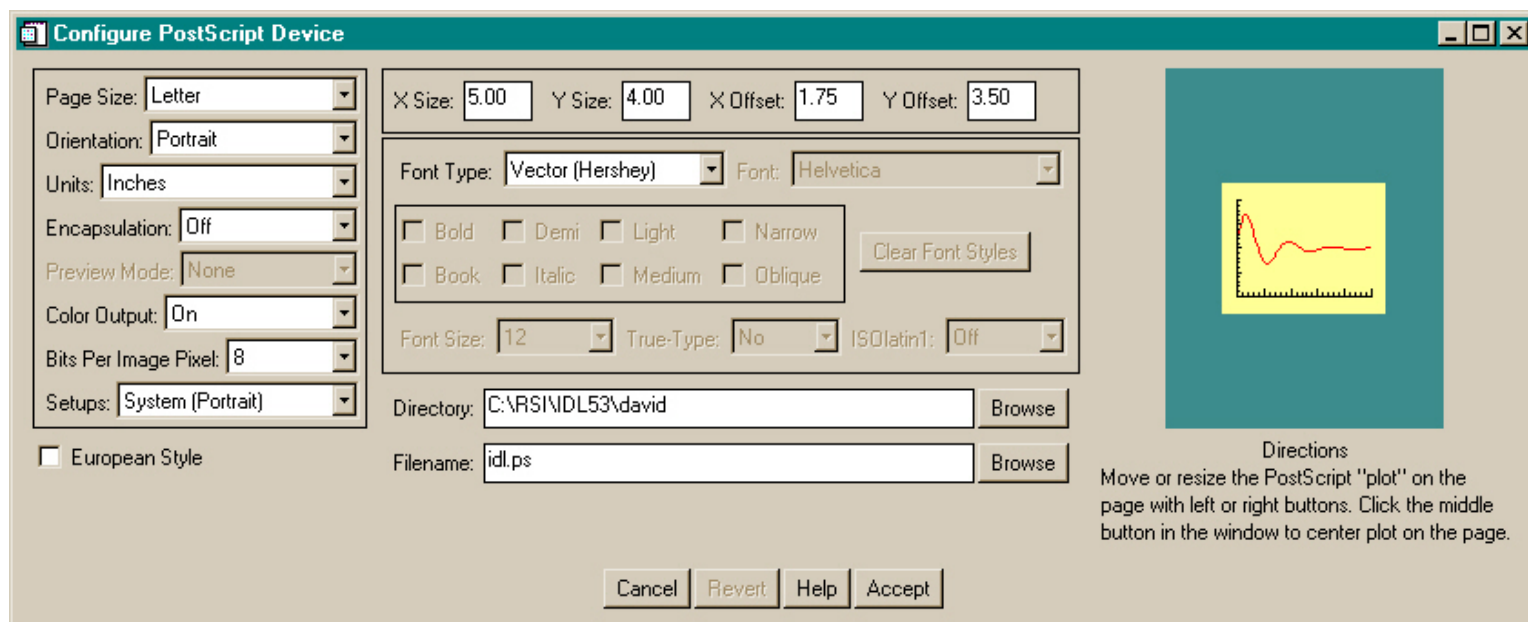 Configure PostScript Device
Page Size: Letter
Orientation: Portrait
Units: Inches
Encapsulation: Off
Preview Mode: None
Color Output: On
Bits Per Image Pixel: 8
Setups: System (Portrait)
European Style
X Size: 5.00 Y Size: 4.00 X Offset: 1.75 Y Offset: 3.50
Font Type: Vector (Hershey) Font: Helvetica
Bold Demi Light Narrow
Book Italic Medium Oblique
Clear Font Styles
Font Size: 12 True-Type: No ISOlatin1: Off
Directory: C:\RSI\IDL53\david Browse
Filename: idl.ps Browse
Directions
Move or resize the PostScript "plot" on the
page with left or right buttons. Click the middle
button in the window to center plot on the page.
Cancel Revert Help Accept